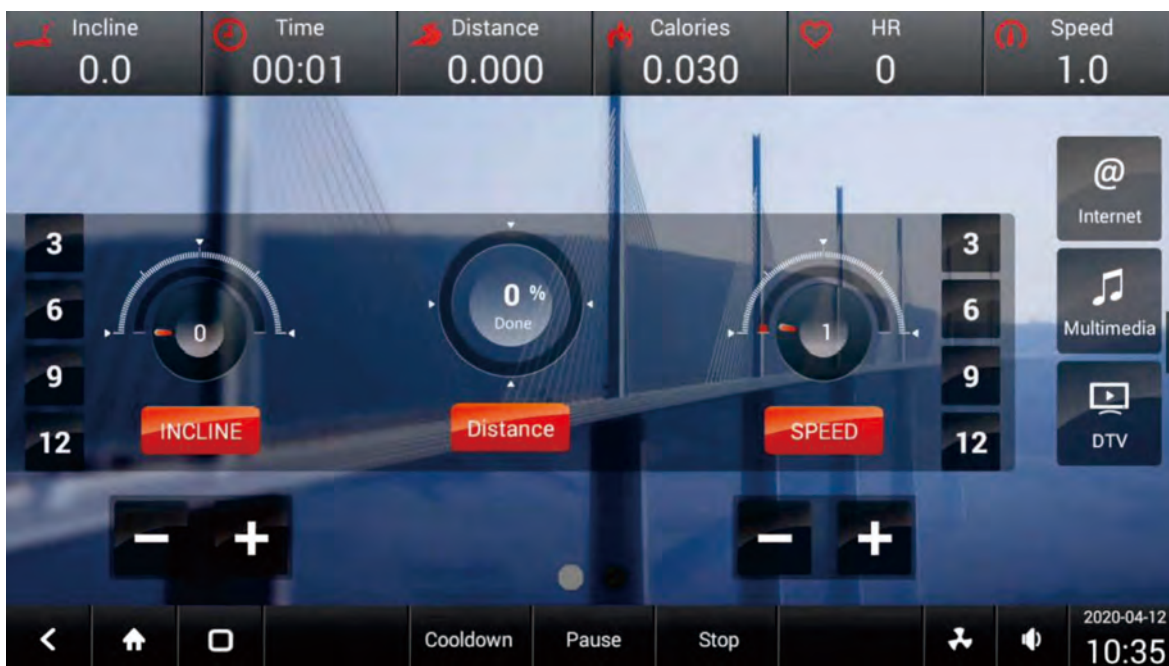 Incline
0.0
Time
00:01
Distance
0.000
Calories
0.030
HR
0
Speed
1.0
@
Internet
Multimedia
DTV
3
6
9
12
0
INCLINE
0 %
Done
Distance
1
SPEED
3
6
9
12
− +
− +
Cooldown
Pause
Stop
2020-04-12
10:35